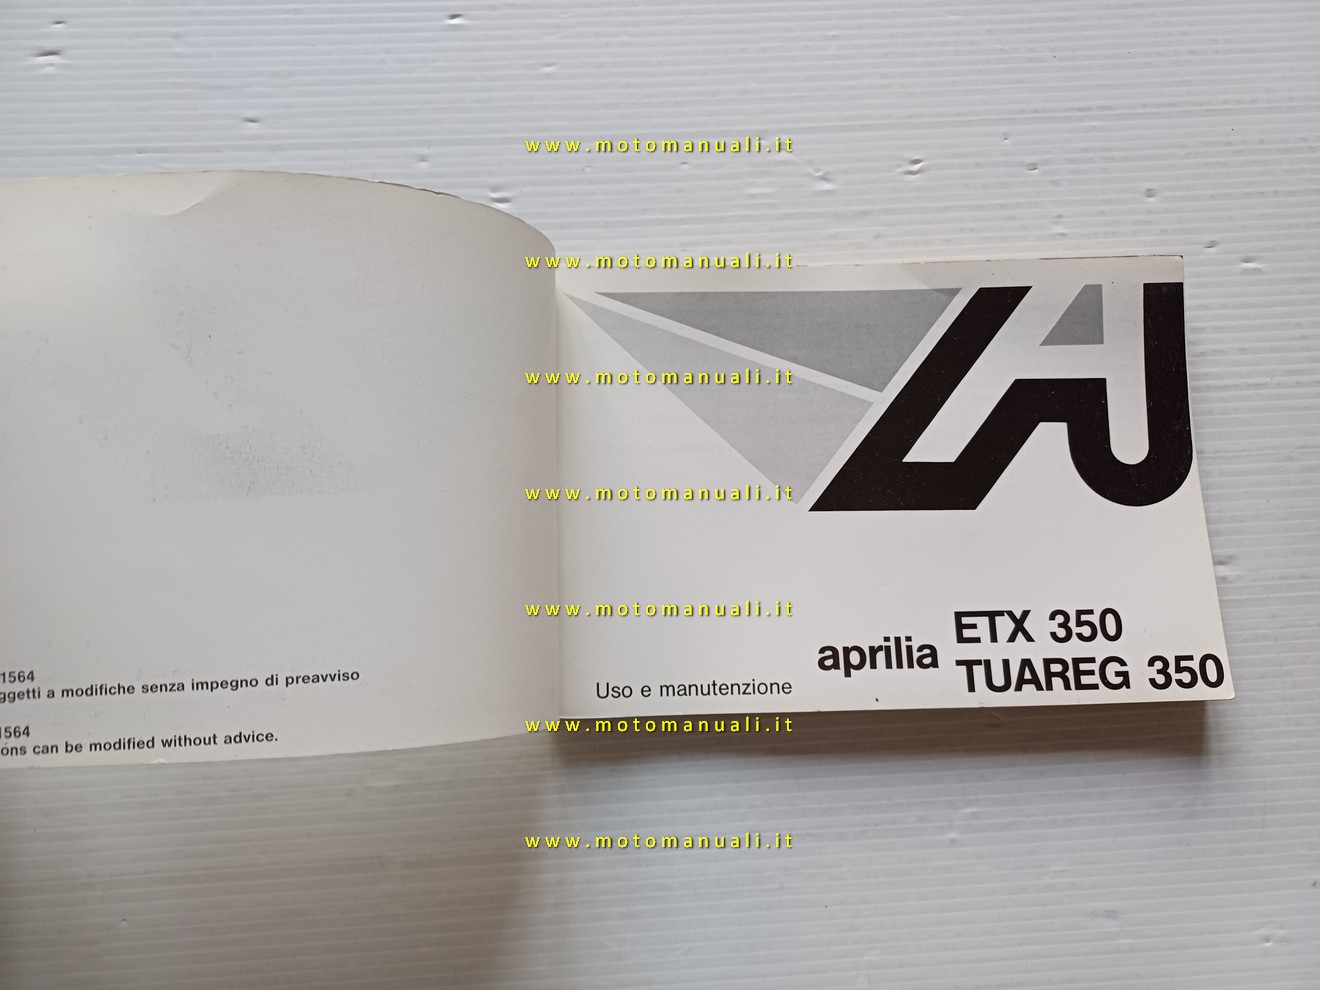 www.motomanuali.it
www.motomanuali.it
www.motomanuali.it
www.motomanuali.it
www.motomanuali.it
www.motomanuali.it
www.motomanuali.it
1564
ggetti a modifiche senza impegno di preavviso
1564
ons can be modified without advice.
Uso e manutenzione
aprilia
ETX 350
TUAREG 350